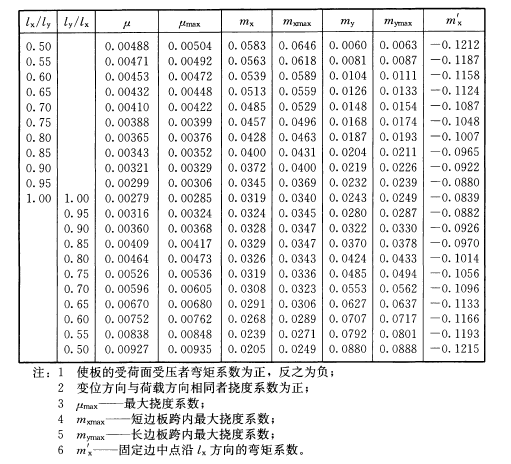 lx/ly ly/lx μ μmax mx mxmax my mymax m′x
0.50 0.00488 0.00504 0.0583 0.0646 0.0060 0.0063 −0.1212
0.55 0.00471 0.00492 0.0563 0.0618 0.0081 0.0087 −0.1187
0.60 0.00453 0.00472 0.0539 0.0589 0.0104 0.0111 −0.1158
0.65 0.00432 0.00448 0.0513 0.0559 0.0126 0.0133 −0.1124
0.70 0.00410 0.00422 0.0485 0.0529 0.0148 0.0154 −0.1087
0.75 0.00388 0.00399 0.0457 0.0496 0.0168 0.0174 −0.1048
0.80 0.00365 0.00376 0.0428 0.0463 0.0187 0.0193 −0.1007
0.85 0.00343 0.00352 0.0400 0.0431 0.0204 0.0211 −0.0965
0.90 0.00321 0.00329 0.0372 0.0400 0.0219 0.0226 −0.0922
0.95 0.00299 0.00306 0.0345 0.0369 0.0232 0.0239 −0.0880
1.00 1.00 0.00279 0.00285 0.0319 0.0340 0.0243 0.0249 −0.0839
0.95 0.00316 0.00324 0.0324 0.0345 0.0280 0.0287 −0.0882
0.90 0.00360 0.00368 0.0328 0.0347 0.0322 0.0330 −0.0926
0.85 0.00409 0.00417 0.0329 0.0347 0.0370 0.0378 −0.0970
0.80 0.00464 0.00473 0.0326 0.0343 0.0424 0.0433 −0.1014
0.75 0.00526 0.00536 0.0319 0.0336 0.0485 0.0494 −0.1056
0.70 0.00596 0.00605 0.0308 0.0323 0.0553 0.0562 −0.1096
0.65 0.00670 0.00680 0.0291 0.0306 0.0627 0.0637 −0.1133
0.60 0.00752 0.00762 0.0268 0.0289 0.0707 0.0717 −0.1166
0.55 0.00838 0.00848 0.0239 0.0271 0.0792 0.0801 −0.1193
0.50 0.00927 0.00935 0.0205 0.0249 0.0880 0.0888 −0.1215
注：1 使板的受荷面受压者弯矩系数为正，反之为负；
2 变位方向与荷载方向相同者挠度系数为正；
3 μmax——最大挠度系数；
4 mxmax——短边板跨内最大挠度系数；
5 mymax——长边板跨内最大挠度系数；
6 m′x——固定边中点沿 lx 方向的弯矩系数。